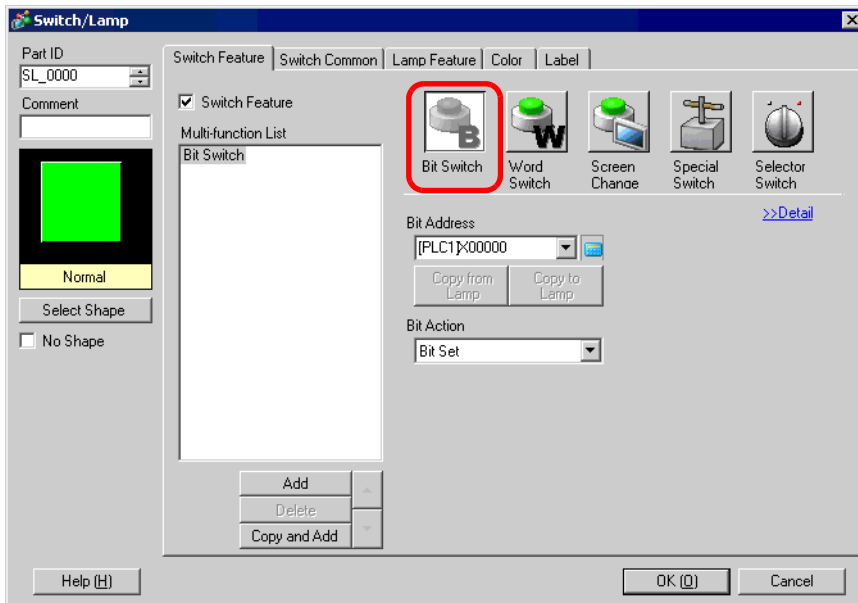 Switch/Lamp
Part ID
SL_0000
Comment
Normal
Select Shape
No Shape
Switch Feature
Switch Common
Lamp Feature
Color
Label
Switch Feature
Multi-function List
Bit Switch
Add
Delete
Copy and Add
B
W
Bit Switch
Word
Switch
Screen
Change
Special
Switch
Selector
Switch
>>Detail
Bit Address
[PLC1]X00000
Copy from
Lamp
Copy to
Lamp
Bit Action
Bit Set
Help (H)
OK (O)
Cancel